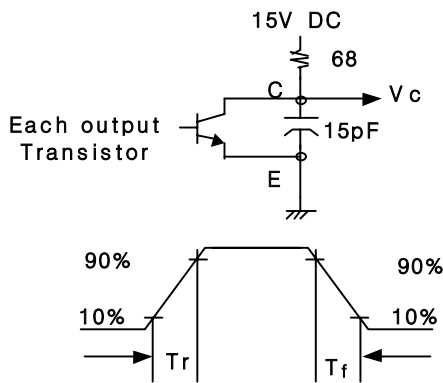 15V DC
68
C
Vc
Each output
Transistor
15pF
E
90%
90%
10%
10%
Tr
Tf